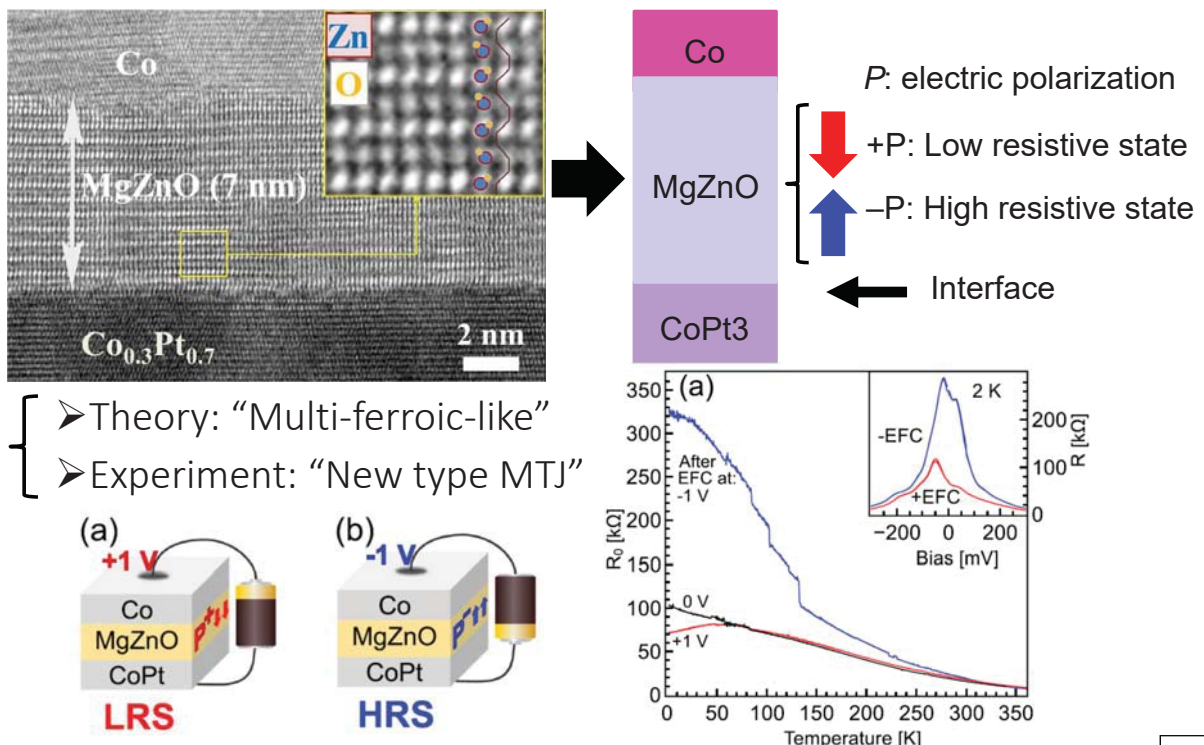 Co
Zn
O
MgZnO (7 nm)
Co0.3Pt0.7
2 nm
Co
MgZnO
CoPt3
P: electric polarization
+P: Low resistive state
–P: High resistive state
Interface
➢Theory: “Multi-ferroic-like”
➢Experiment: “New type MTJ”
(a)
+1 V
Co
MgZnO
CoPt
P+↓↓
LRS
(b)
-1 V
Co
MgZnO
CoPt
P-↑↑
HRS
(a)
R0 [kΩ]
350
300
250
200
150
100
50
0
After
EFC at:
-1 V
0 V
+1 V
0 50 100 150 200 250 300 350
Temperature [K]
2 K
-EFC
+EFC
200
100
0
R [kΩ]
−200 0 200
Bias [mV]